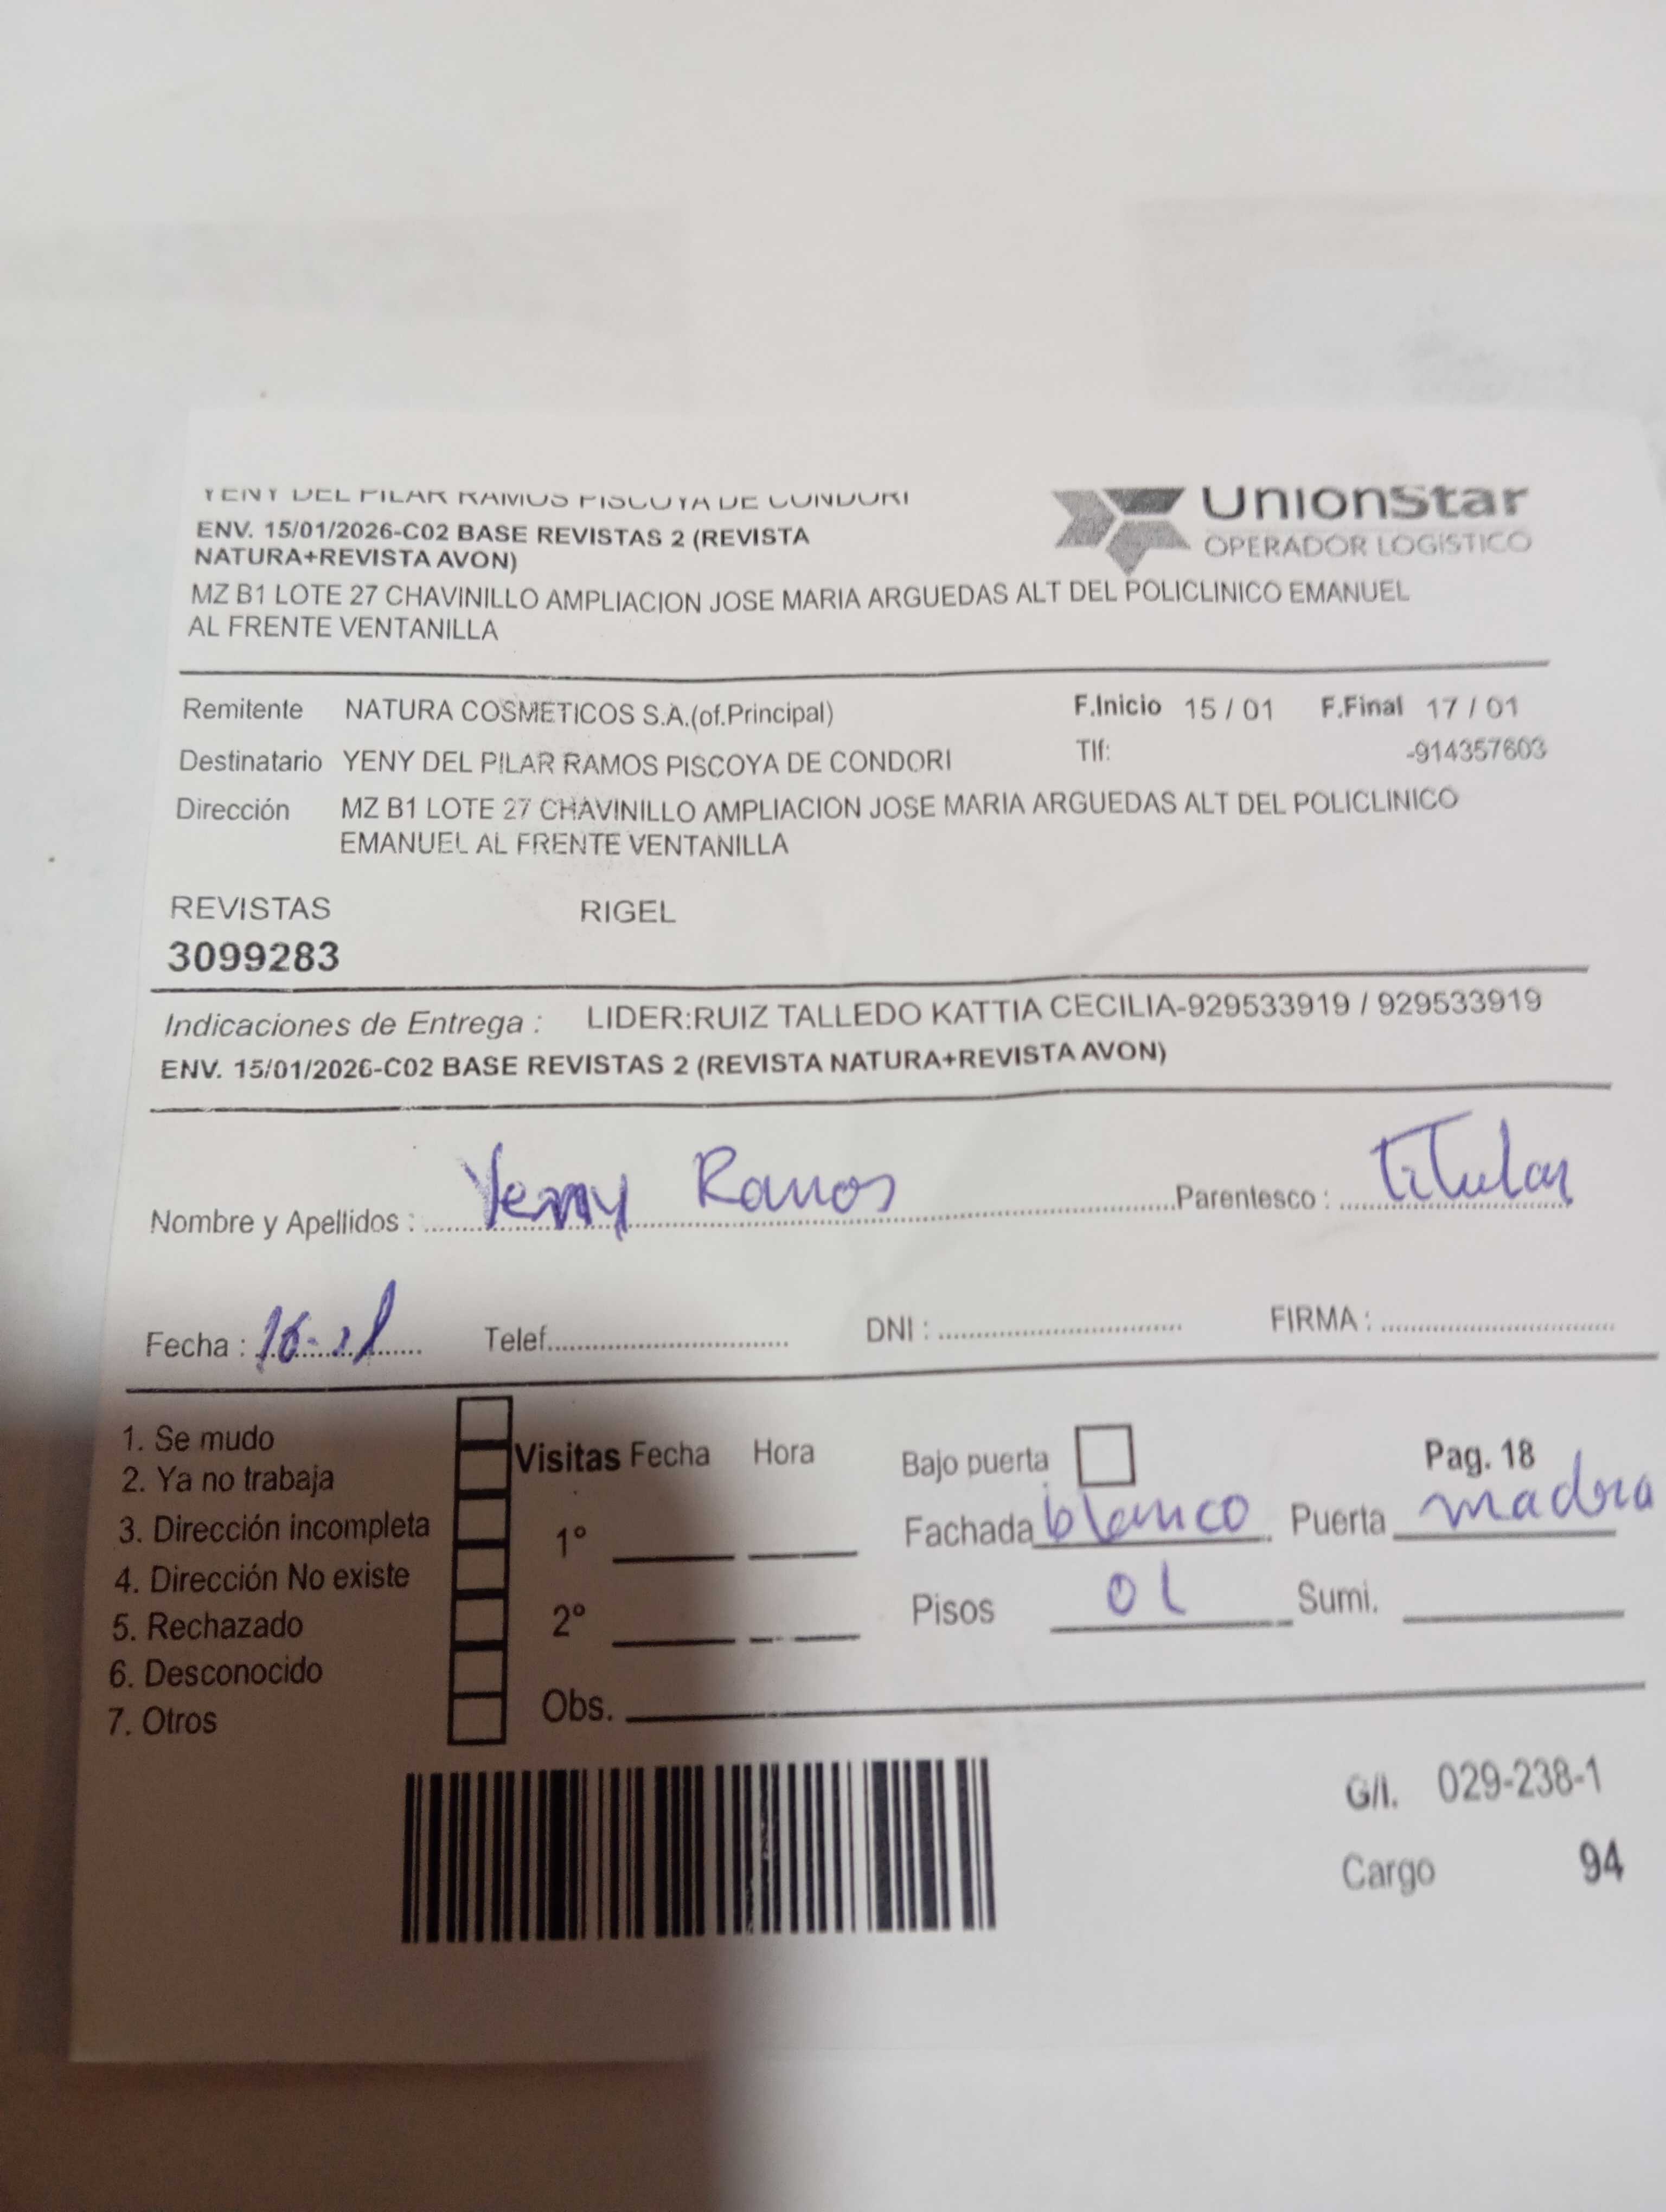 YENY DEL PILAR RAMOS PISCOYA DE CONDORI
UnionStar
OPERADOR LOGÍSTICO
ENV. 15/01/2026-C02 BASE REVISTAS 2 (REVISTA
NATURA+REVISTA AVON)
MZ B1 LOTE 27 CHAVINILLO AMPLIACION JOSE MARIA ARGUEDAS ALT DEL POLICLINICO EMANUEL
AL FRENTE VENTANILLA
Remitente NATURA COSMETICOS S.A.(of.Principal) F.Inicio 15 / 01 F.Final 17 / 01
Destinatario YENY DEL PILAR RAMOS PISCOYA DE CONDORI Tlf: -914357603
Dirección MZ B1 LOTE 27 CHAVINILLO AMPLIACION JOSE MARIA ARGUEDAS ALT DEL POLICLINICO
EMANUEL AL FRENTE VENTANILLA
REVISTAS RIGEL
3099283
Indicaciones de Entrega : LIDER:RUIZ TALLEDO KATTIA CECILIA-929533919 / 929533919
ENV. 15/01/2026-C02 BASE REVISTAS 2 (REVISTA NATURA+REVISTA AVON)
Nombre y Apellidos : Yeny Ramos Parentesco : Titular
Fecha : Telef. DNI : FIRMA :
1. Se mudo
2. Ya no trabaja
3. Dirección incompleta
4. Dirección No existe
5. Rechazado
6. Desconocido
7. Otros
Visitas Fecha Hora
1°
2°
Obs.
Bajo puerta Pag. 18
Fachada blanco Puerta madera
Pisos 01 Sumi.
G/I. 029-238-1
Cargo 94